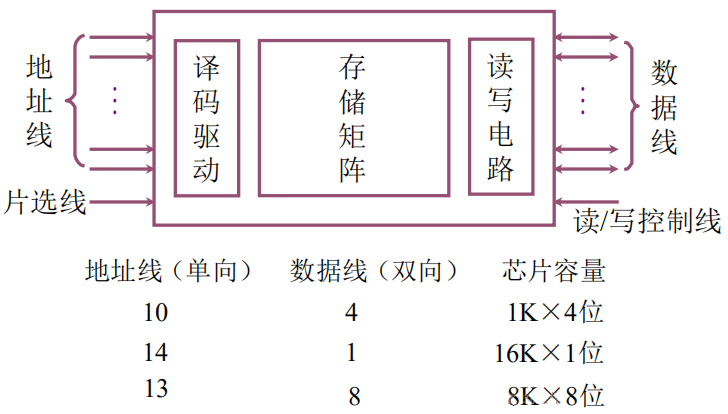 地址线
片选线
译码驱动
存储矩阵
读写电路
数据线
读/写控制线
地址线（单向） 数据线（双向） 芯片容量
10 4 1K×4位
14 1 16K×1位
13 8 8K×8位